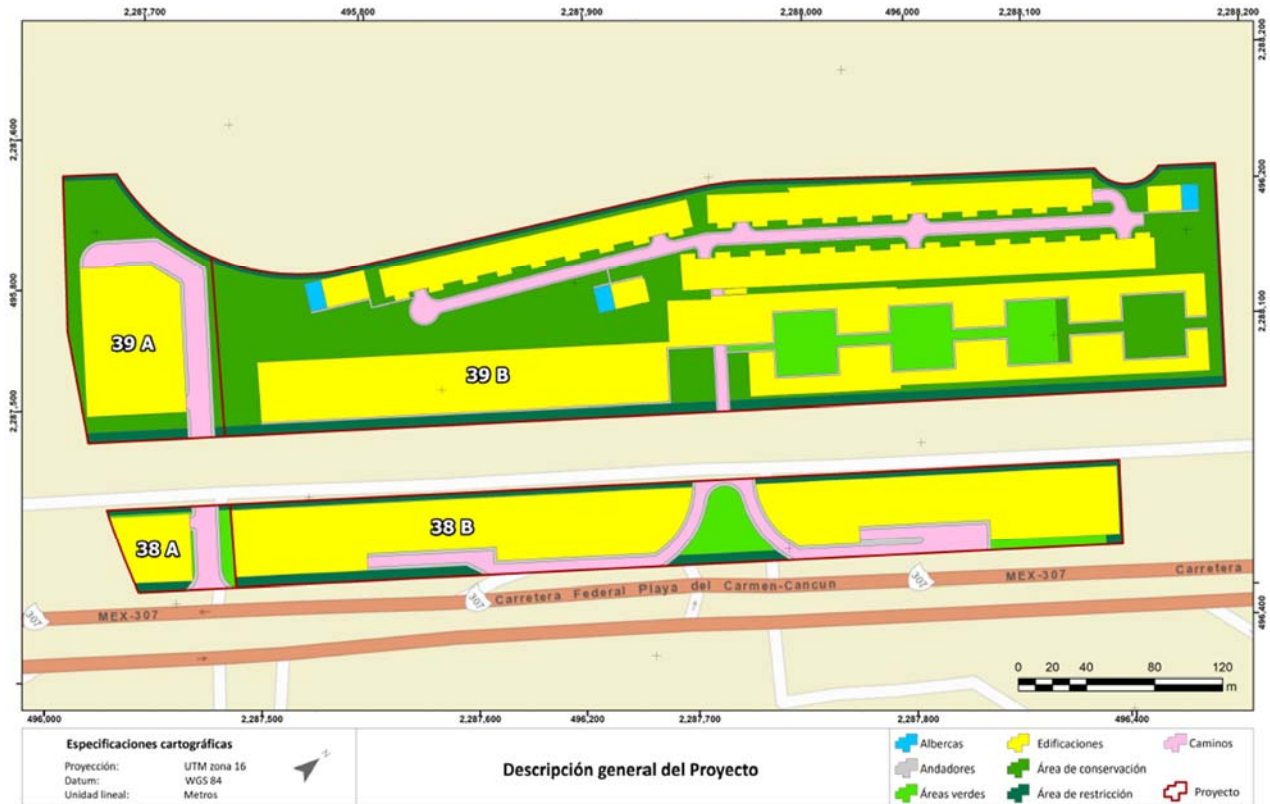 2,287,700 495,800 2,287,900 2,288,000 496,000 2,288,100 2,288,200
2,288,200
2,287,600
496,200
495,800
2,288,100
39 A
39 B
2,287,500
38 B
38 A
MEX-307
Carretera
Carretera Federal Playa del Carmen-Cancun
307
307
307
MEX-307
496,400
0 20 40 80 120
m
496,000 2,287,500 2,287,600 496,200 2,287,700 2,287,800 496,400
Especificaciones cartográficas
Proyección: UTM zona 16
Datum: WGS 84
Unidad lineal: Metros
N
Descripción general del Proyecto
Albercas Edificaciones Caminos
Andadores Área de conservación
Áreas verdes Área de restricción Proyecto